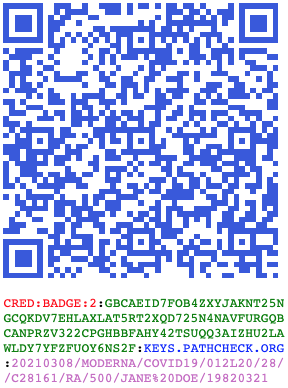 CRED:BADGE:2:GBCAEID7FOB4ZXYJAKNT25N
GCQKDV7EHLAXLAT5RT2XQD725N4NAVFURGQB
CANPRZV322CPGHBBFAHY42TSUQQ3AIZHU2LA
WLDY7YFZFUOY6NS2F:KEYS.PATHCHECK.ORG
:20210308/MODERNA/COVID19/012L20/28/
/C28161/RA/500/JANE%20DOE/19820321